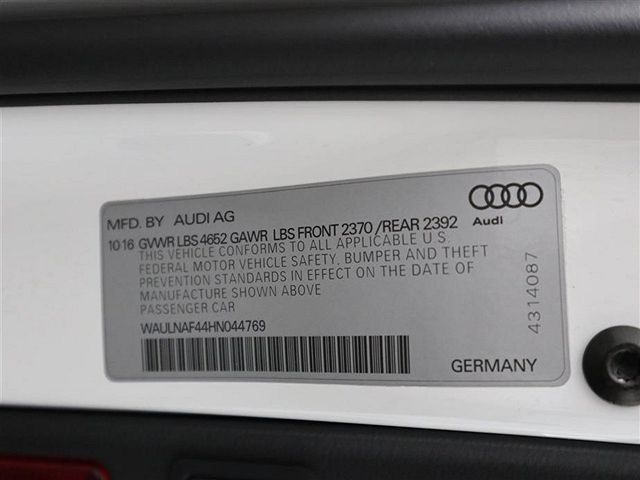 MFD. BY AUDI AG
Audi
10 16 GVWR LBS 4652 GAWR LBS FRONT 2370 /REAR 2392
THIS VEHICLE CONFORMS TO ALL APPLICABLE U.S.
FEDERAL MOTOR VEHICLE SAFETY, BUMPER AND THEFT
PREVENTION STANDARDS IN EFFECT ON THE DATE OF
MANUFACTURE SHOWN ABOVE
PASSENGER CAR
WAULNAF44HN044769
GERMANY
4314087